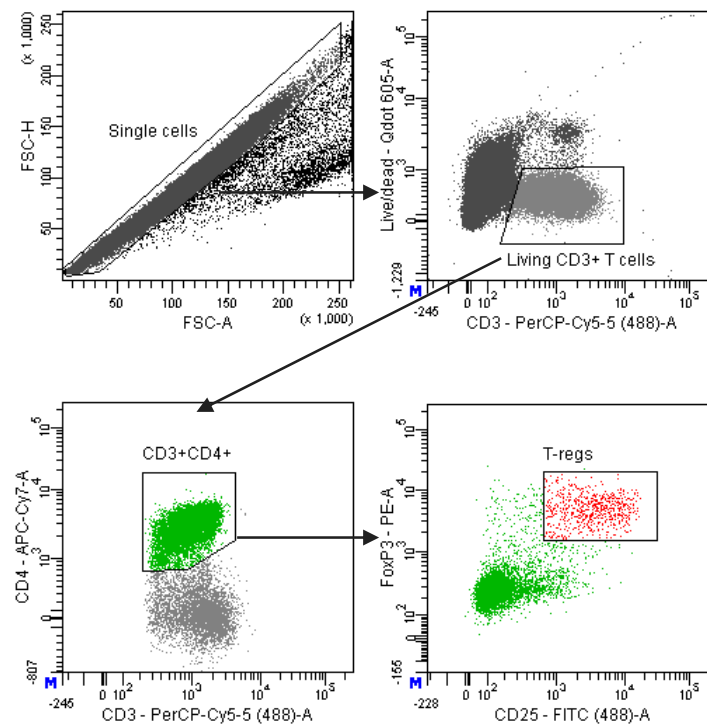 (x 1,000)
250
200
150
100
50
FSC-H
Single cells
50 100 150 200 250
(x 1,000)
FSC-A
10^5
10^4
10^3
0
-1,229
Live/dead - Qdot 605-A
Living CD3+ T cells
M
-245
0 10^2 10^3 10^4 10^5
CD3 - PerCP-Cy5-5 (488)-A
10^5
10^4
10^3
0
-807
CD4 - APC-Cy7-A
CD3+CD4+
M
-245
0 10^2 10^3 10^4 10^5
CD3 - PerCP-Cy5-5 (488)-A
10^5
10^4
10^3
10^2
0
-155
FoxP3 - PE-A
T-regs
M
-228
0 10^2 10^3 10^4 10^5
CD25 - FITC (488)-A